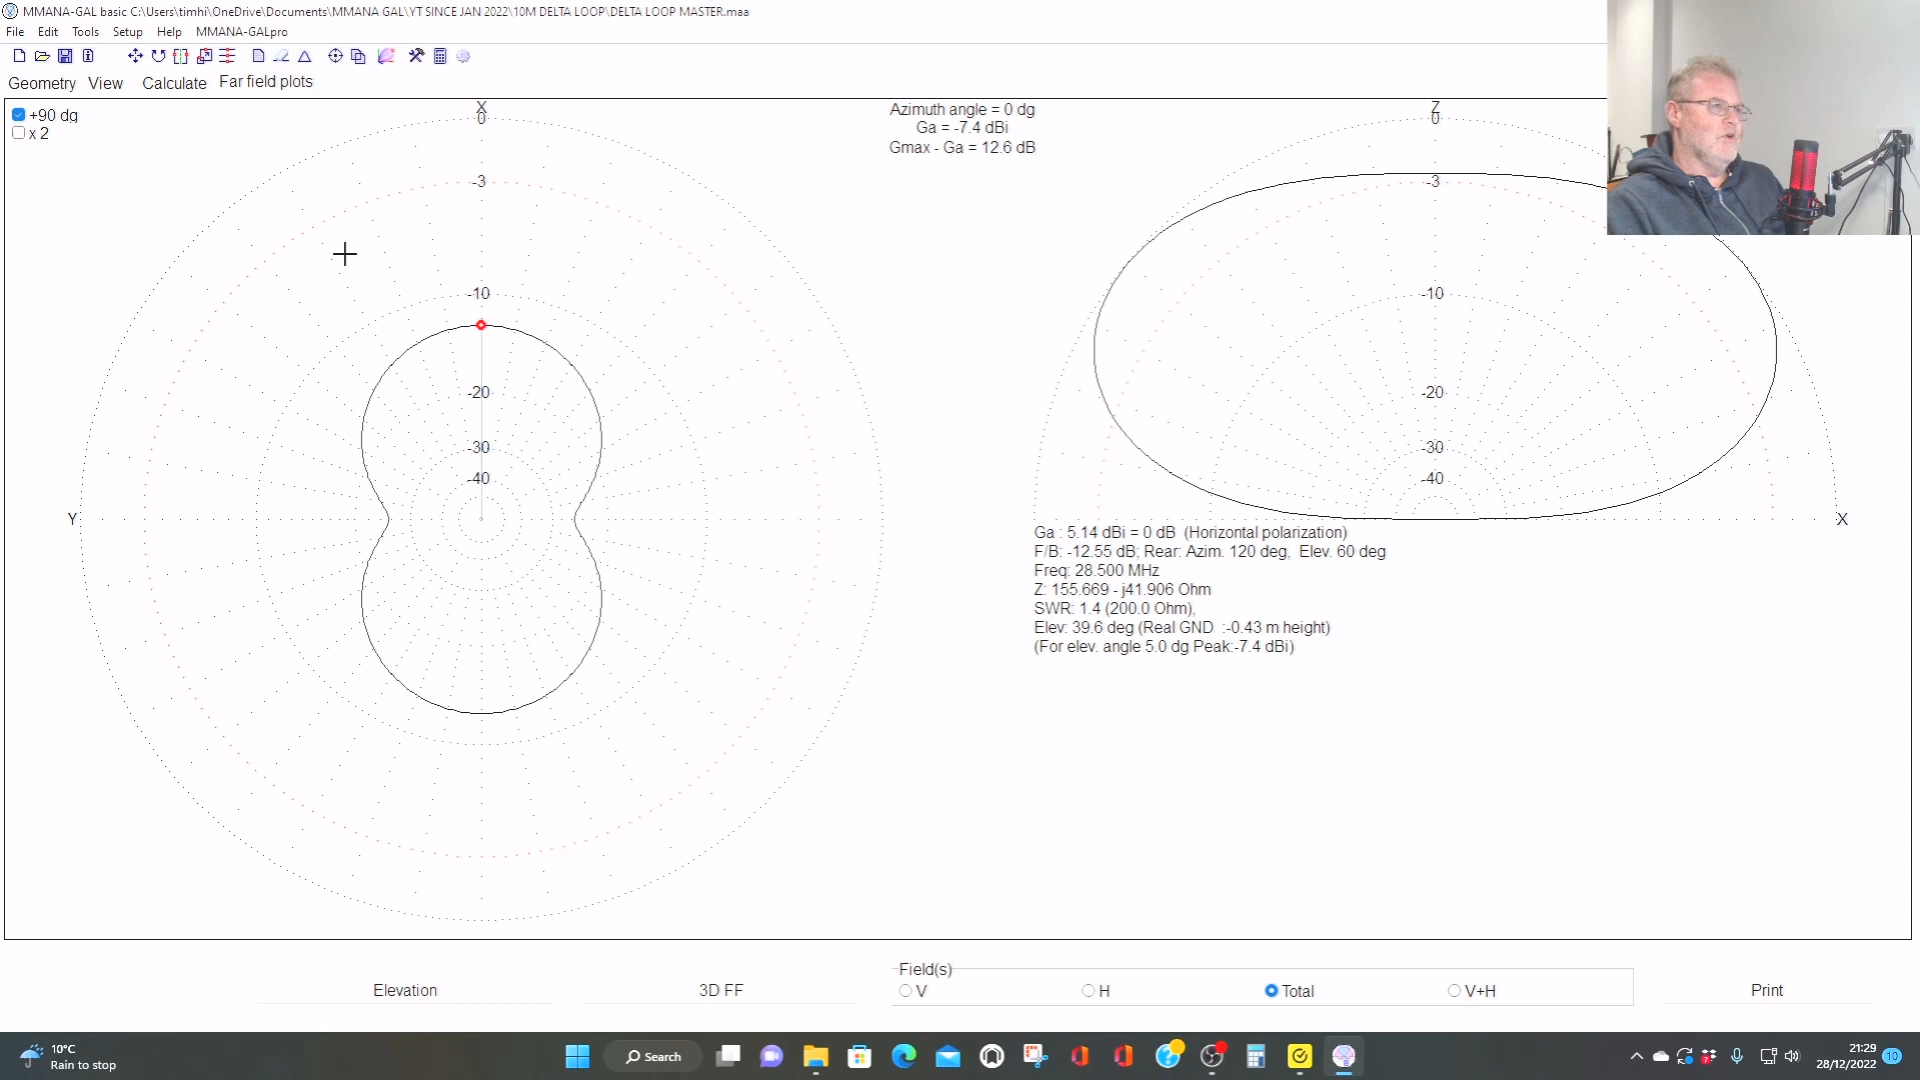 MMANA-GAL basic C:\Users\timhi\OneDrive\Documents\MMANA GAL\YT SINCE JAN 2022\10M DELTA LOOP\DELTA LOOP MASTER.maa
File Edit Tools Setup Help MMANA-GALpro
Geometry View Calculate Far field plots
+90 dg
x 2
X
0
-3
-10
-20
-30
-40
Y
Azimuth angle = 0 dg
Ga = -7.4 dBi
Gmax - Ga = 12.6 dB
Z
0
-3
-10
-20
-30
-40
X
Ga : 5.14 dBi = 0 dB (Horizontal polarization)
F/B: -12.55 dB; Rear: Azim. 120 deg, Elev. 60 deg
Freq: 28.500 MHz
Z: 155.669 - j41.906 Ohm
SWR: 1.4 (200.0 Ohm),
Elev: 39.6 deg (Real GND :-0.43 m height)
(For elev. angle 5.0 dg Peak:-7.4 dBi)
Field(s)
Elevation 3D FF V H Total V+H Print
10°C
Rain to stop
Search
21:29
28/12/2022
10